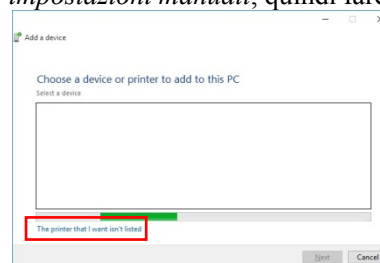 impostazioni manuali, quindi fare
Add a device
Choose a device or printer to add to this PC
Select a device
The printer that I want isn't listed
Next Cancel